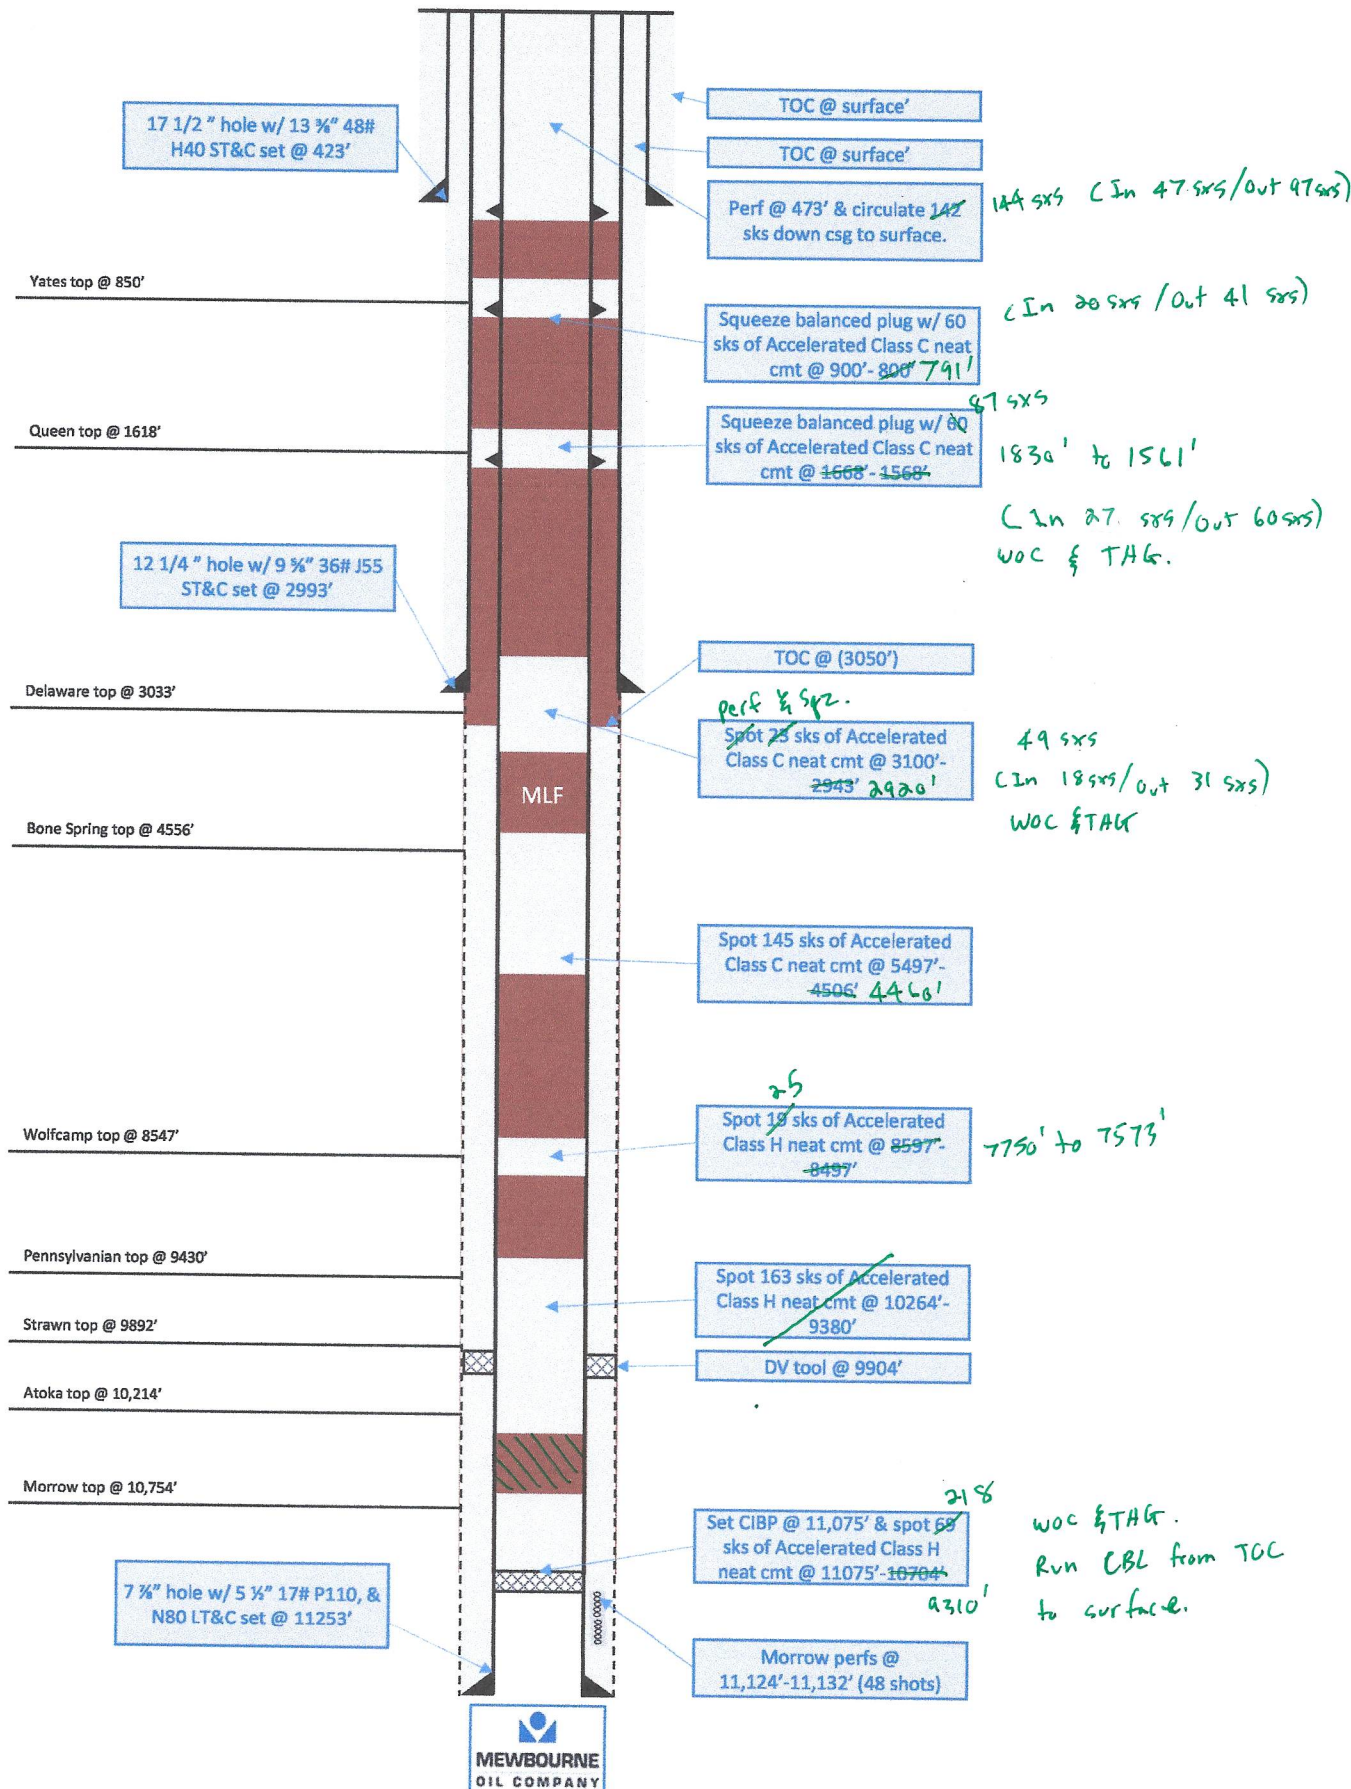 TOC @ surface'
17 1/2 " hole w/ 13 ⅜" 48#
H40 ST&C set @ 423'
TOC @ surface'
Perf @ 473' & circulate 142
sks down csg to surface.
144 sxs (In 47 sxs/Out 97 sxs)
Yates top @ 850'
Squeeze balanced plug w/ 60
sks of Accelerated Class C neat
cmt @ 900'- 800' 791'
(In 20 sxs / Out 41 sxs)
87 sxs
Queen top @ 1618'
Squeeze balanced plug w/ 60
sks of Accelerated Class C neat
cmt @ 1668'- 1568'
1830' to 1561'
(In 27 sxs/out 60 sxs)
WOC & TAG.
12 1/4 " hole w/ 9 ⅝" 36# J55
ST&C set @ 2993'
TOC @ (3050')
Delaware top @ 3033'
perf & Sqz.
Spot 23 sks of Accelerated
Class C neat cmt @ 3100'-
2943' 2920'
49 sxs
(In 18 sxs/out 31 sxs)
WOC & TAG
MLF
Bone Spring top @ 4556'
Spot 145 sks of Accelerated
Class C neat cmt @ 5497'-
4506' 4460'
25
Wolfcamp top @ 8547'
Spot 19 sks of Accelerated
Class H neat cmt @ 8597'-
8497'
7750' to 7573'
Pennsylvanian top @ 9430'
Spot 163 sks of Accelerated
Class H neat cmt @ 10264'-
9380'
Strawn top @ 9892'
DV tool @ 9904'
Atoka top @ 10,214'
Morrow top @ 10,754'
218
Set CIBP @ 11,075' & spot 69
sks of Accelerated Class H
neat cmt @ 11075'-10704'
9310'
WOC & TAG.
Run CBL from TOC
to surface.
7 ⅞" hole w/ 5 ½" 17# P110, &
N80 LT&C set @ 11253'
00000 00000
Morrow perfs @
11,124'-11,132' (48 shots)
MEWBOURNE
OIL COMPANY